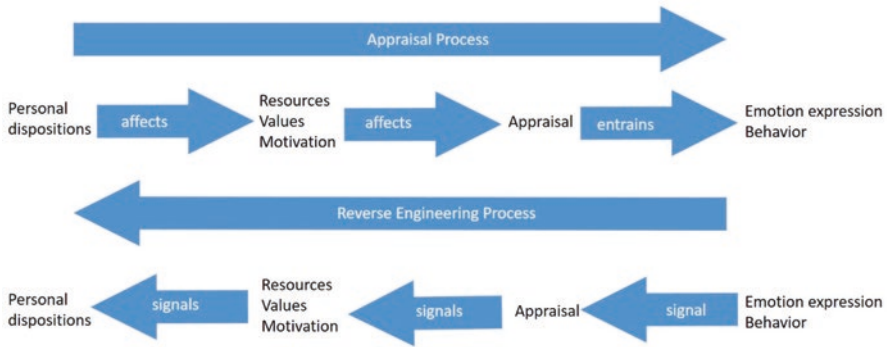 Appraisal Process
Personal
dispositions
affects
Resources
Values
Motivation
affects
Appraisal
entrains
Emotion expression
Behavior
Reverse Engineering Process
Personal
dispositions
signals
Resources
Values
Motivation
signals
Appraisal
signal
Emotion expression
Behavior